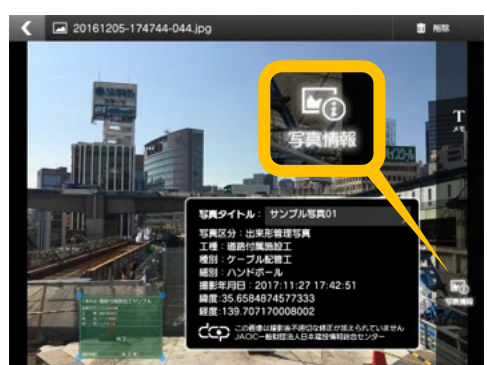 20161205-174744-044.jpg
削除
写真情報
T
メモ
写真タイトル：サンプル写真01
写真区分：出来形管理写真
工種：道路付属施設工
種別：ケーブル配管工
細別：ハンドボール
撮影年月日：2017:11:27 17:42:51
緯度:35.6584874577333
経度:139.707170008002
dcp この画像は撮影後不適切な修正が加えられていません
JACIC一般財団法人日本建設情報総合センター
写真情報